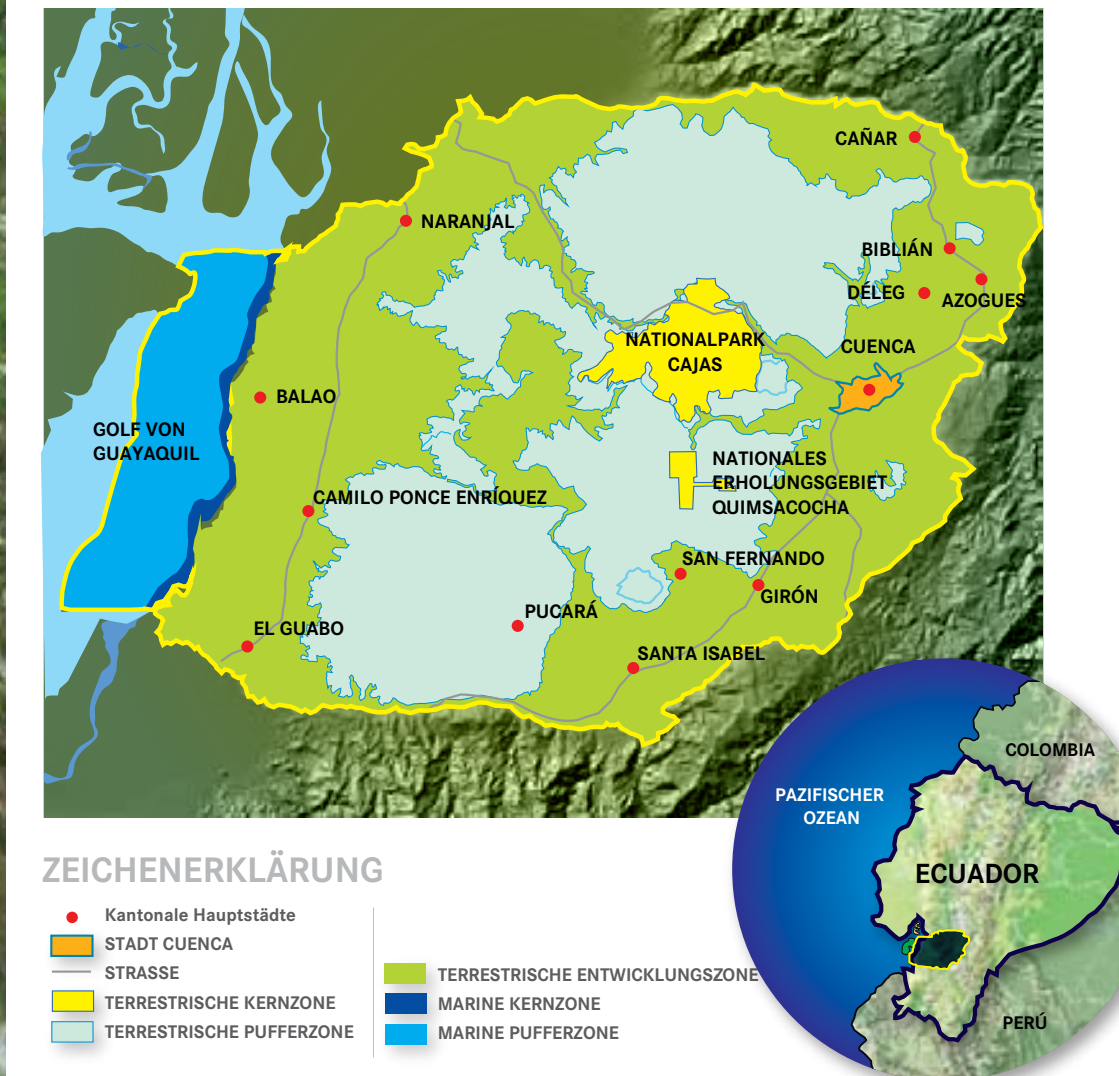 CAÑAR
NARANJAL
BIBLIÁN
DÉLEG
AZOGUES
NATIONALPARK
CAJAS
CUENCA
BALAO
GOLF VON
GUAYAQUIL
NATIONALES
ERHOLUNGSGEBIET
QUIMSACOCHA
CAMILO PONCE ENRÍQUEZ
SAN FERNANDO
GIRÓN
PUCARÁ
EL GUABO
SANTA ISABEL
COLOMBIA
PAZIFISCHER
OZEAN
ECUADOR
PERÚ
ZEICHENERKLÄRUNG
Kantonale Hauptstädte
STADT CUENCA
STRASSE
TERRESTRISCHE KERNZONE
TERRESTRISCHE PUFFERZONE
TERRESTRISCHE ENTWICKLUNGSZONE
MARINE KERNZONE
MARINE PUFFERZONE